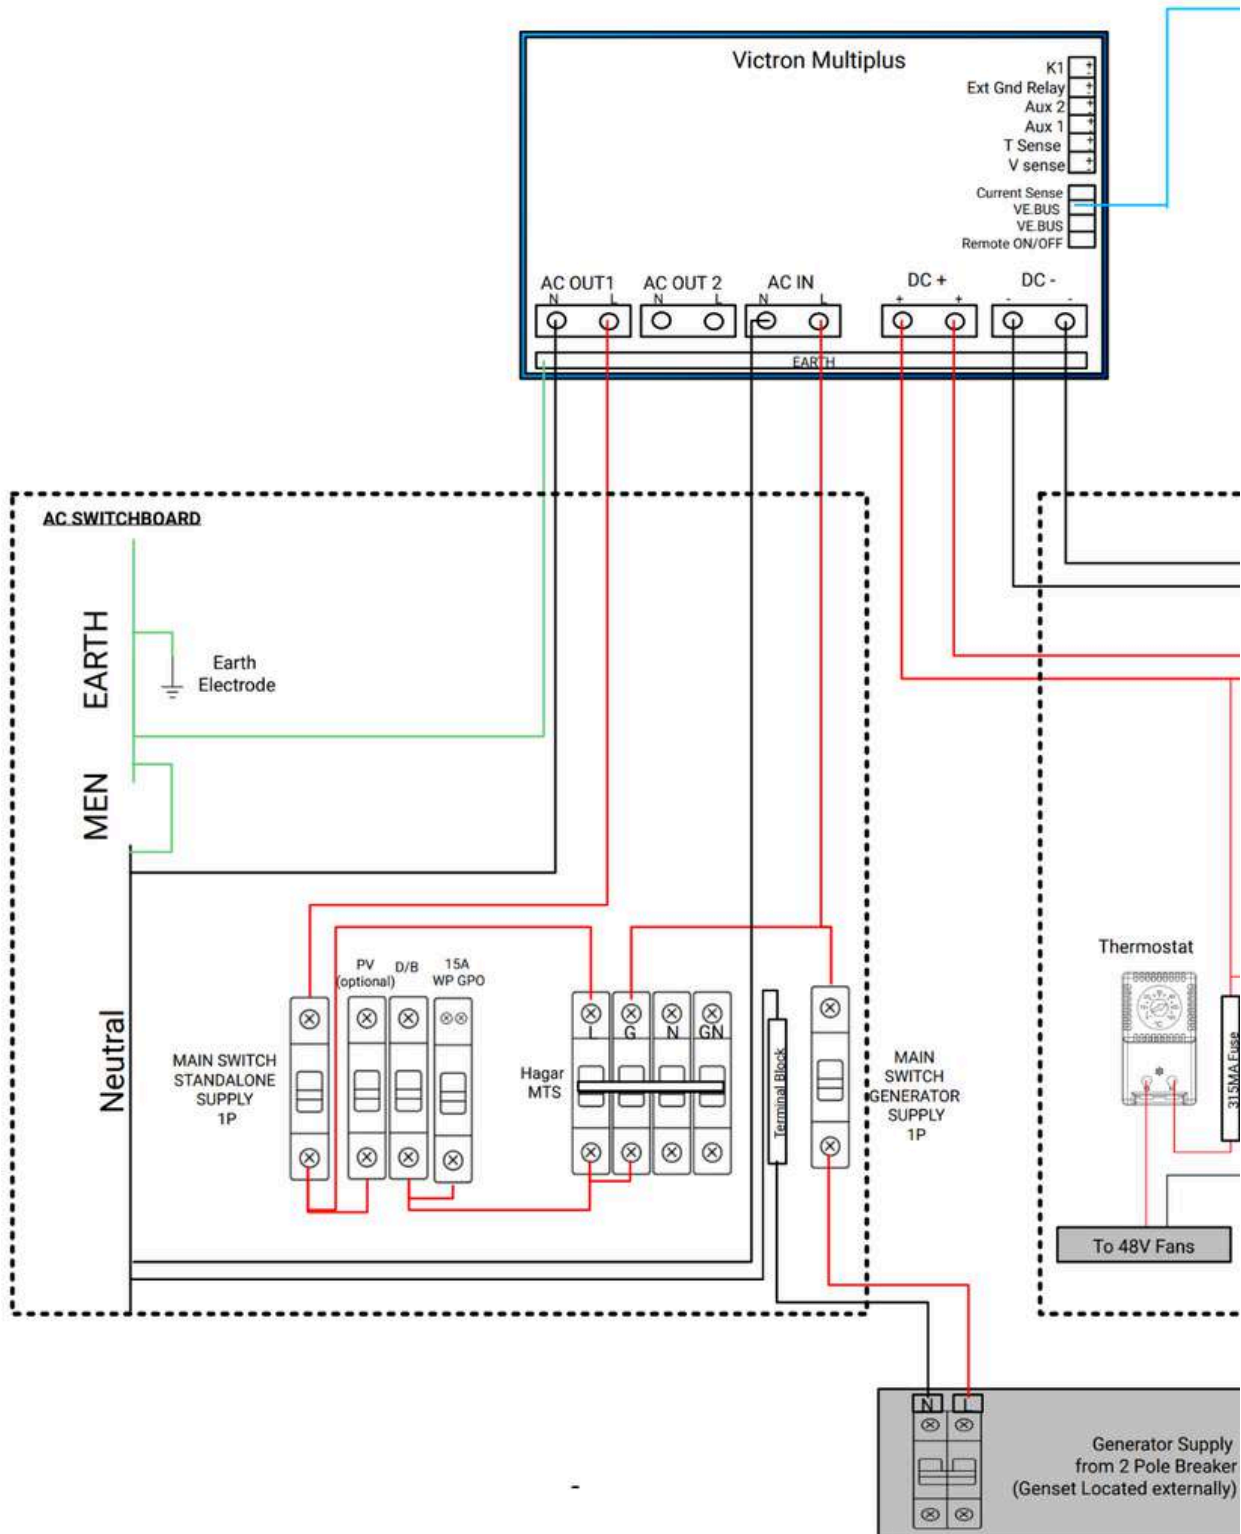 Victron Multiplus
K1
Ext Gnd Relay
Aux 2
Aux 1
T Sense
V sense
Current Sense
VE.BUS
VE.BUS
Remote ON/OFF
AC OUT1
N L
AC OUT 2
N L
AC IN
N L
DC +
+ +
DC -
- -
EARTH
AC SWITCHBOARD
EARTH
Earth
Electrode
MEN
Neutral
MAIN SWITCH
STANDALONE
SUPPLY
1P
PV
(optional)
D/B
15A
WP GPO
Hagar
MTS
L G N GN
Terminal Block
MAIN
SWITCH
GENERATOR
SUPPLY
1P
Thermostat
°C
315MA Fuse
To 48V Fans
N L
Generator Supply
from 2 Pole Breaker
(Genset Located externally)
-